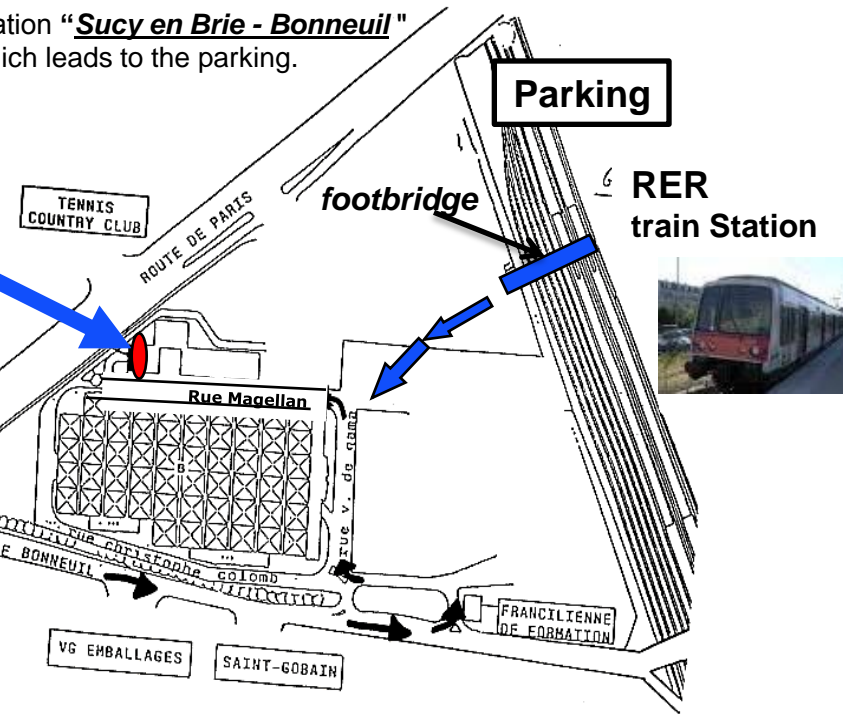 ation “Sucy en Brie - Bonneuil"
ich leads to the parking.
Parking
6
RER
train Station
footbridge
TENNIS
COUNTRY CLUB
ROUTE DE PARIS
Rue Magellan
B
rue v. de gama
rue christophe colomb
E BONNEUIL
FRANCILIENNE
DE FORMATION
VG EMBALLAGES
SAINT-GOBAIN